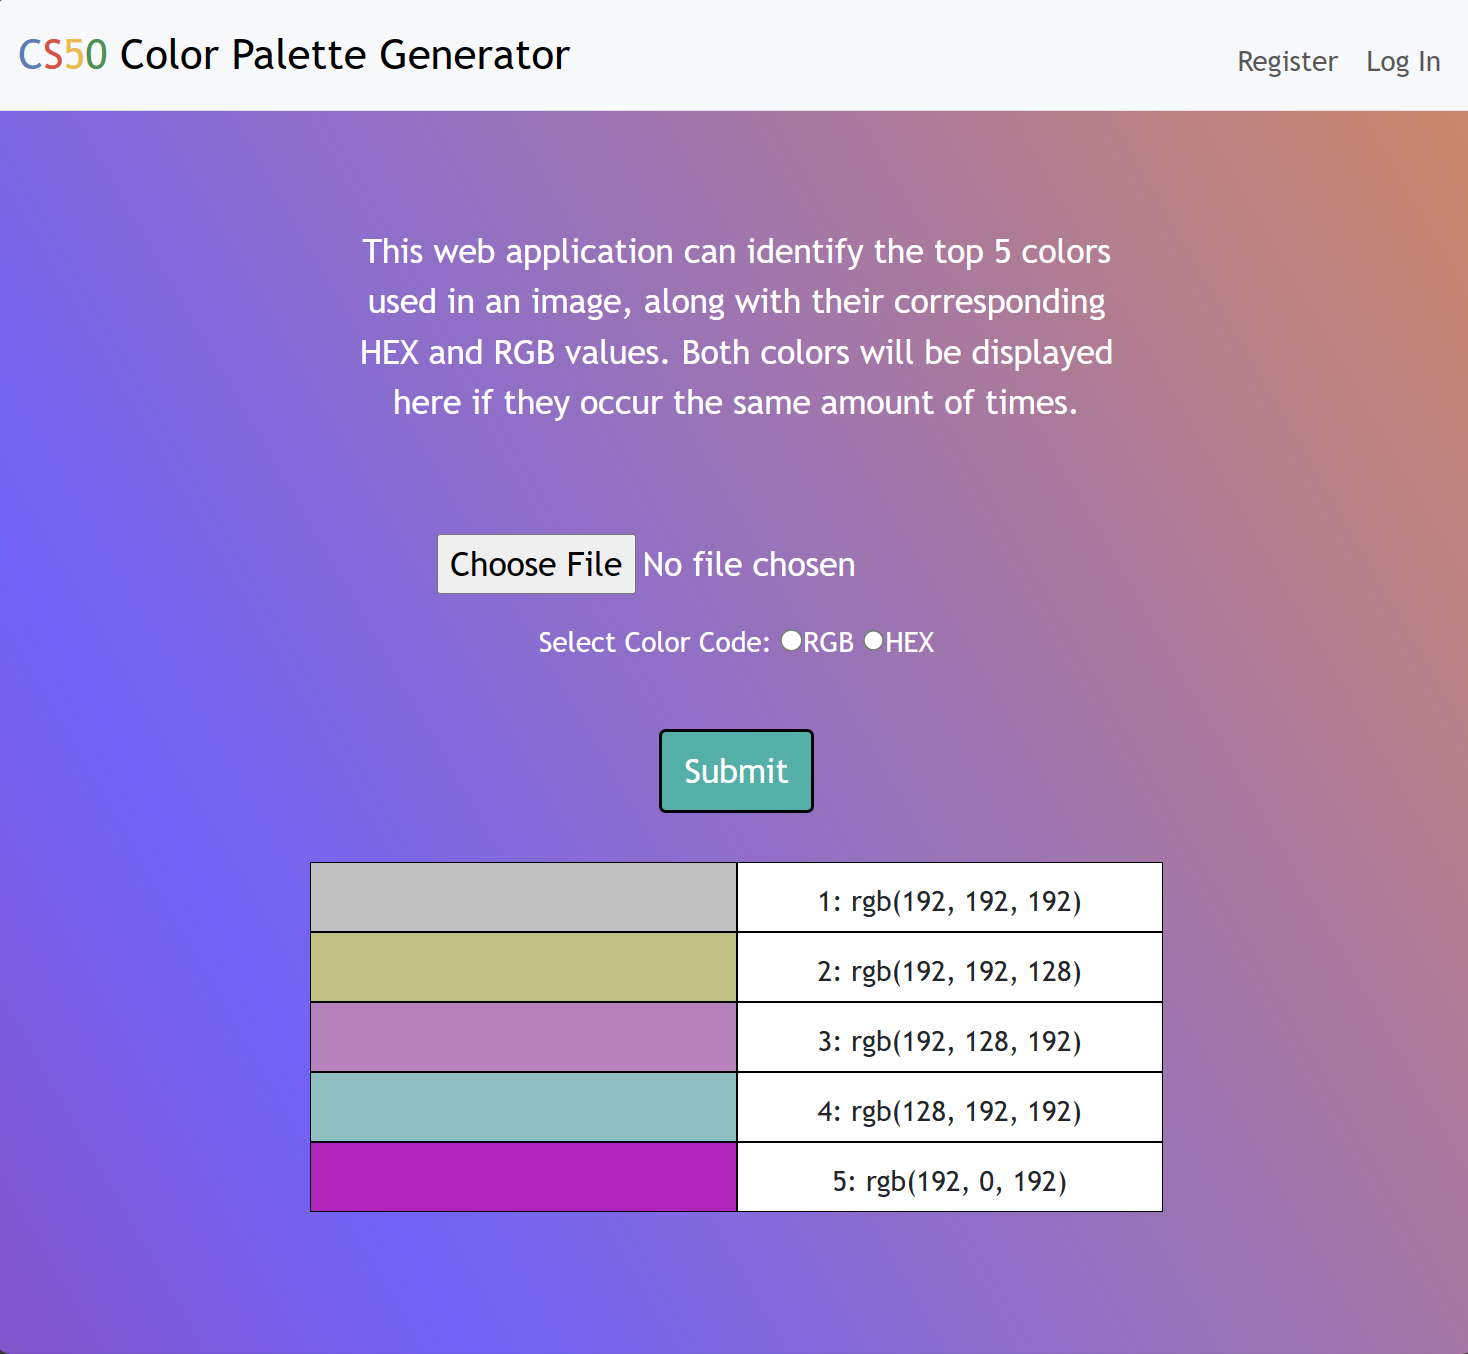 CS50 Color Palette Generator
Register Log In
This web application can identify the top 5 colors
used in an image, along with their corresponding
HEX and RGB values. Both colors will be displayed
here if they occur the same amount of times.
Choose File No file chosen
Select Color Code: RGB HEX
Submit
1: rgb(192, 192, 192)
2: rgb(192, 192, 128)
3: rgb(192, 128, 192)
4: rgb(128, 192, 192)
5: rgb(192, 0, 192)